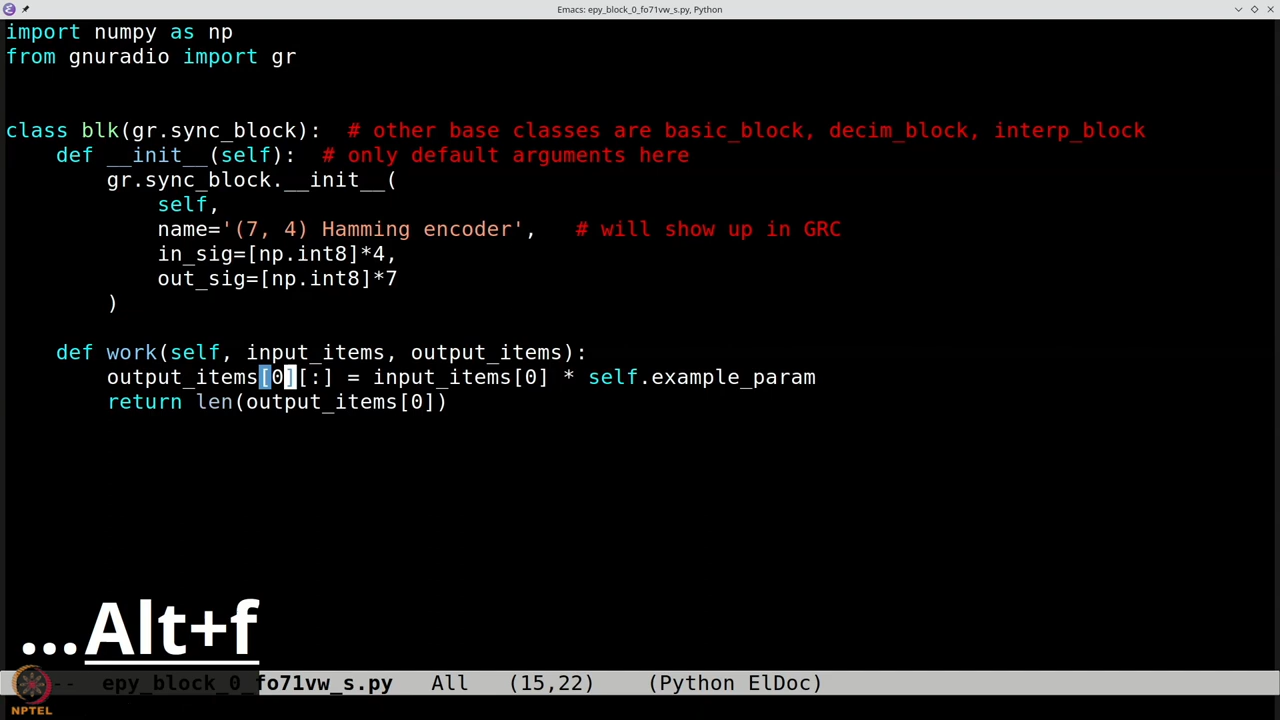 Emacs: epy_block_0_fo71vw_s.py, Python
import numpy as np
from gnuradio import gr
class blk(gr.sync_block):  # other base classes are basic_block, decim_block, interp_block
    def __init__(self):  # only default arguments here
        gr.sync_block.__init__(
            self,
            name='(7, 4) Hamming encoder',   # will show up in GRC
            in_sig=[np.int8]*4,
            out_sig=[np.int8]*7
        )
    def work(self, input_items, output_items):
        output_items[0][:] = input_items[0] * self.example_param
        return len(output_items[0])
...Alt+f
-- epy_block_0_fo71vw_s.py   All   (15,22)    (Python ElDoc)
NPTEL